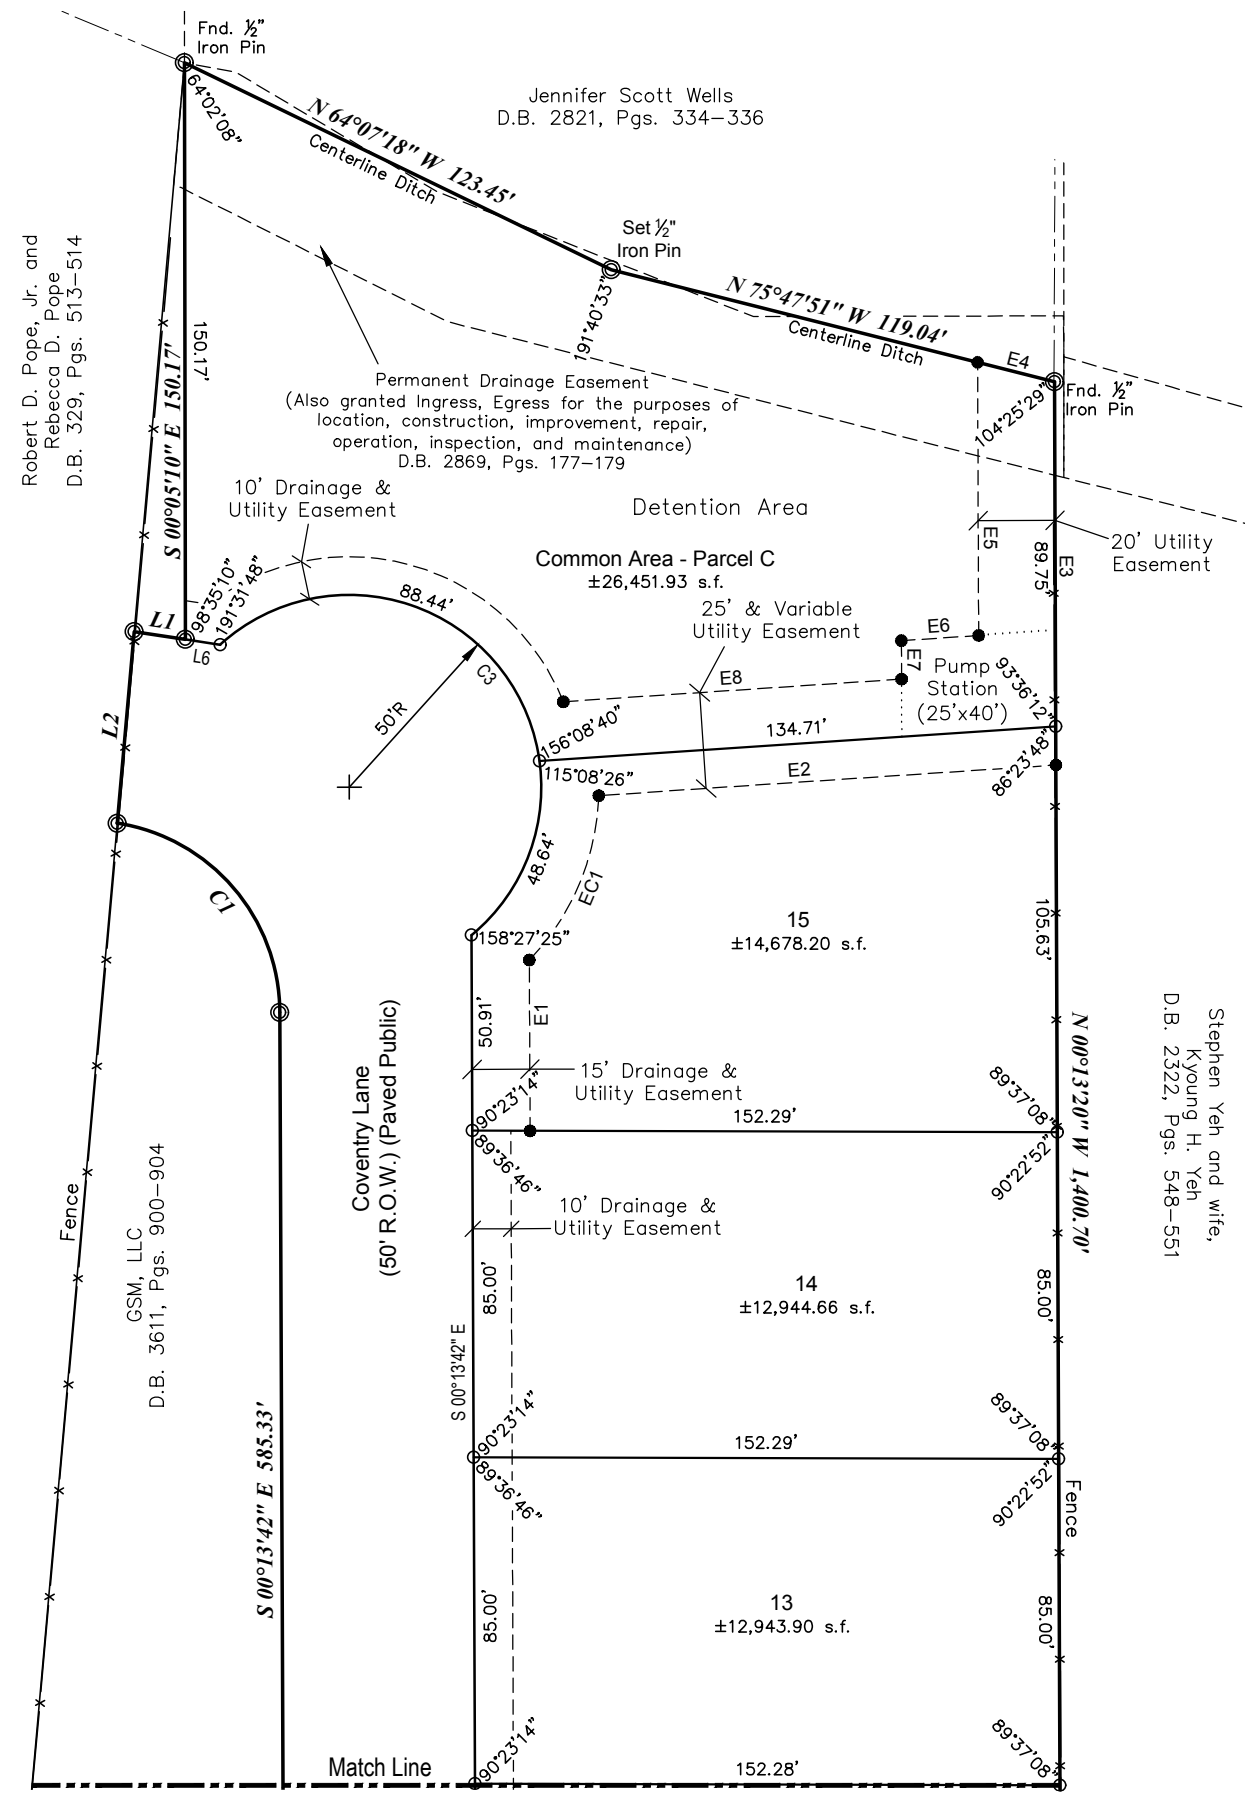 Fnd. ½"
Iron Pin
64°02'08"
N 64°07'18" W 123.45'
Centerline Ditch
Jennifer Scott Wells
D.B. 2821, Pgs. 334-336
Set ½"
Iron Pin
191°40'33"
N 75°47'51" W 119.04'
Centerline Ditch
E4
Fnd. ½"
Iron Pin
104°25'29"
Robert D. Pope, Jr. and
Rebecca D. Pope
D.B. 329, Pgs. 513-514
S 00°05'10" E 150.17'
150.17'
Permanent Drainage Easement
(Also granted Ingress, Egress for the purposes of
location, construction, improvement, repair,
operation, inspection, and maintenance)
D.B. 2869, Pgs. 177-179
10' Drainage &
Utility Easement
Detention Area
Common Area - Parcel C
±26,451.93 s.f.
E5
89.75'
E3
20' Utility
Easement
25' & Variable
Utility Easement
L1
98°35'10"
191°31'48"
L6
88.44'
C3
50'R
E6
E7
E8
Pump
Station
(25'x40')
93°36'12"
L2
156°08'40"
134.71'
115°08'26"
E2
86°23'48"
C1
48.64'
EC1
158°27'25"
15
±14,678.20 s.f.
105.63'
50.91'
E1
15' Drainage &
Utility Easement
Coventry Lane
(50' R.O.W.) (Paved Public)
Stephen Yeh and wife,
Kyoung H. Yeh
D.B. 2322, Pgs. 548-551
N 00°13'20" W 1,400.70'
90°23'14"
152.29'
89°37'08"
89°36'46"
90°22'52"
10' Drainage &
Utility Easement
Fence
GSM, LLC
D.B. 3611, Pgs. 900-904
85.00'
14
±12,944.66 s.f.
85.00'
S 00°13'42" E
S 00°13'42" E 585.33'
90°23'14"
152.29'
89°37'08"
89°36'46"
90°22'52"
Fence
85.00'
13
±12,943.90 s.f.
85.00'
Match Line
90°23'14"
152.28'
89°37'08"